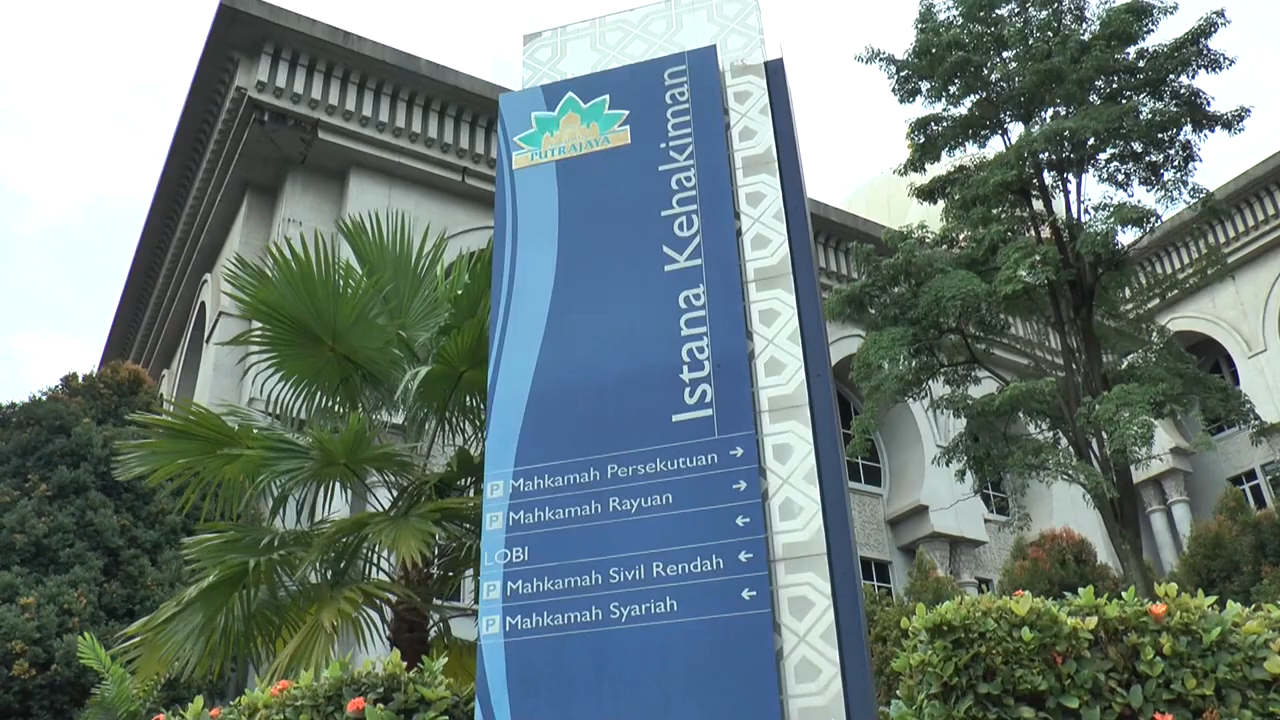 PUTRAJAYA
Istana Kehakiman
P Mahkamah Persekutuan →
P Mahkamah Rayuan →
←
LOBI
P Mahkamah Sivil Rendah ←
P Mahkamah Syariah ←